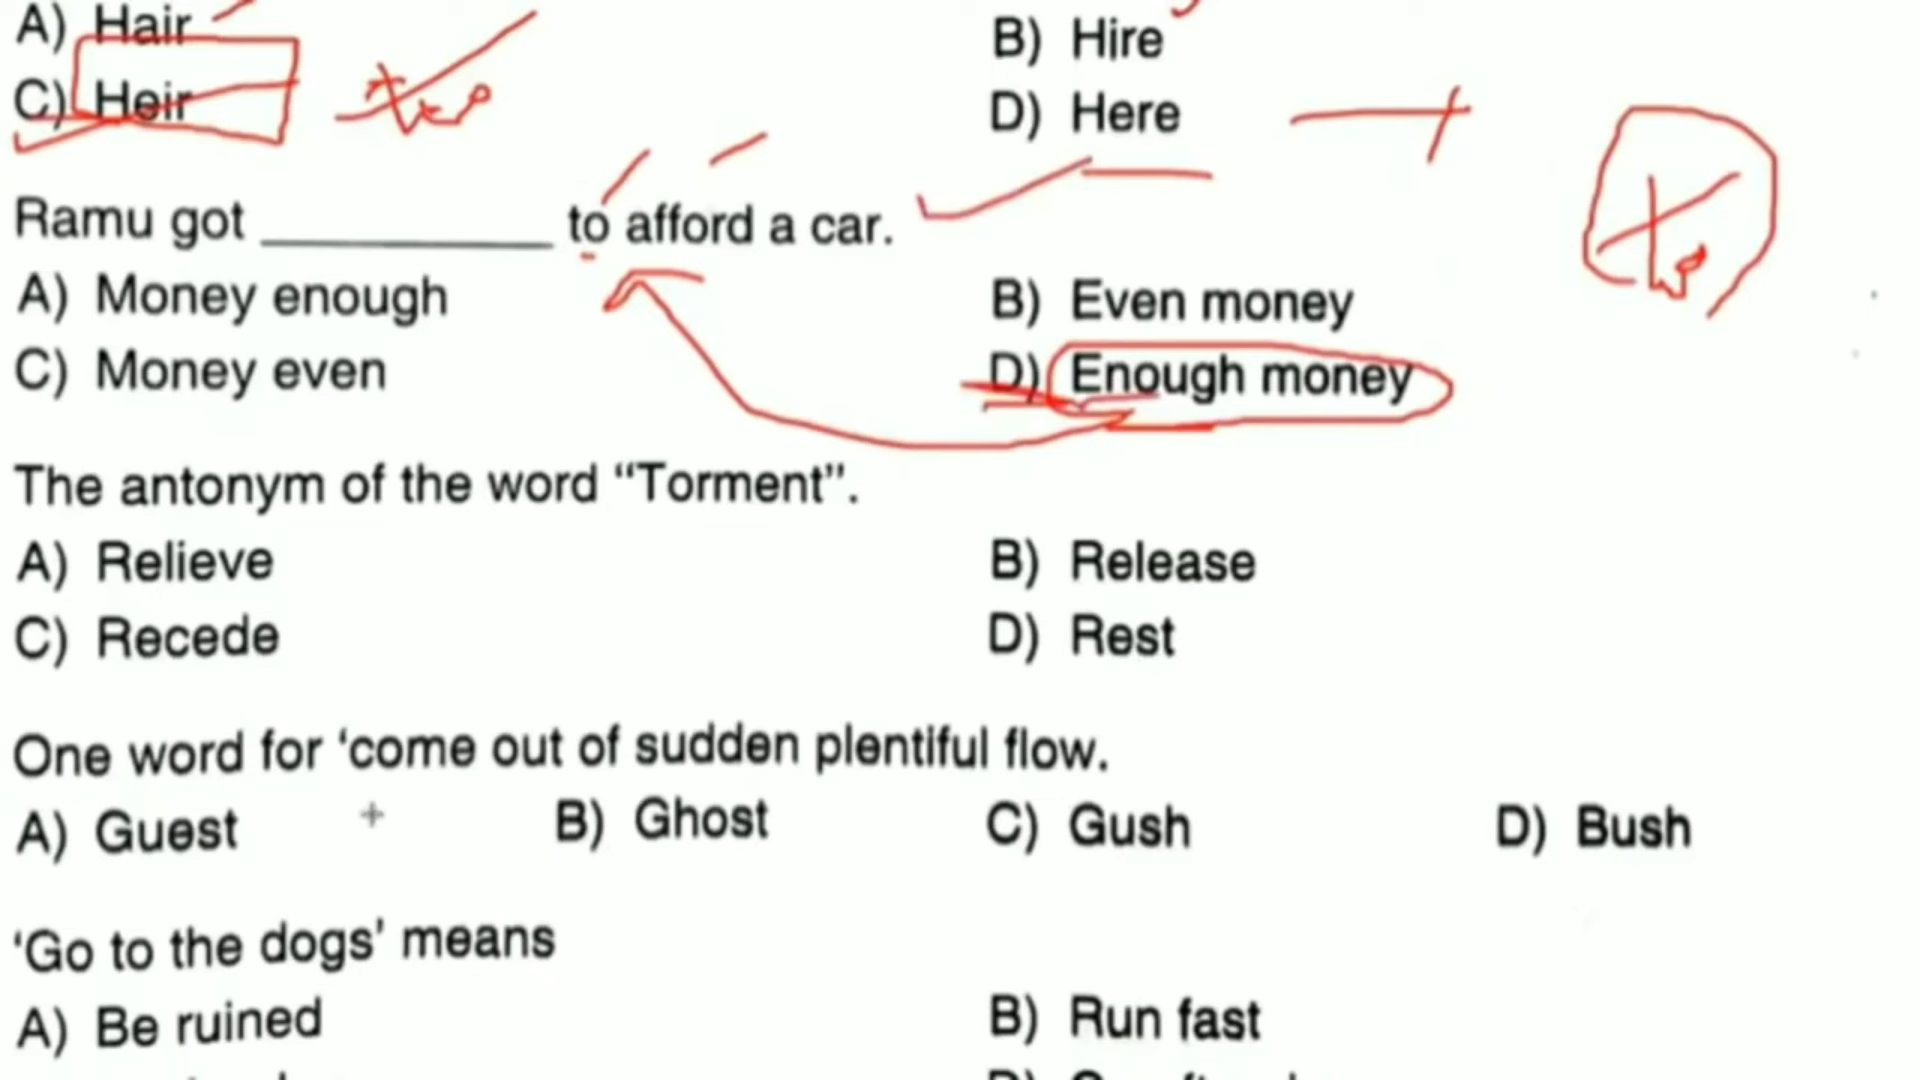 A) Hair B) Hire
C) Heir D) Here
Ramu got __________ to afford a car.
A) Money enough B) Even money
C) Money even D) Enough money
The antonym of the word “Torment”.
A) Relieve B) Release
C) Recede D) Rest
One word for ‘come out of sudden plentiful flow.
A) Guest B) Ghost C) Gush D) Bush
‘Go to the dogs’ means
A) Be ruined B) Run fast